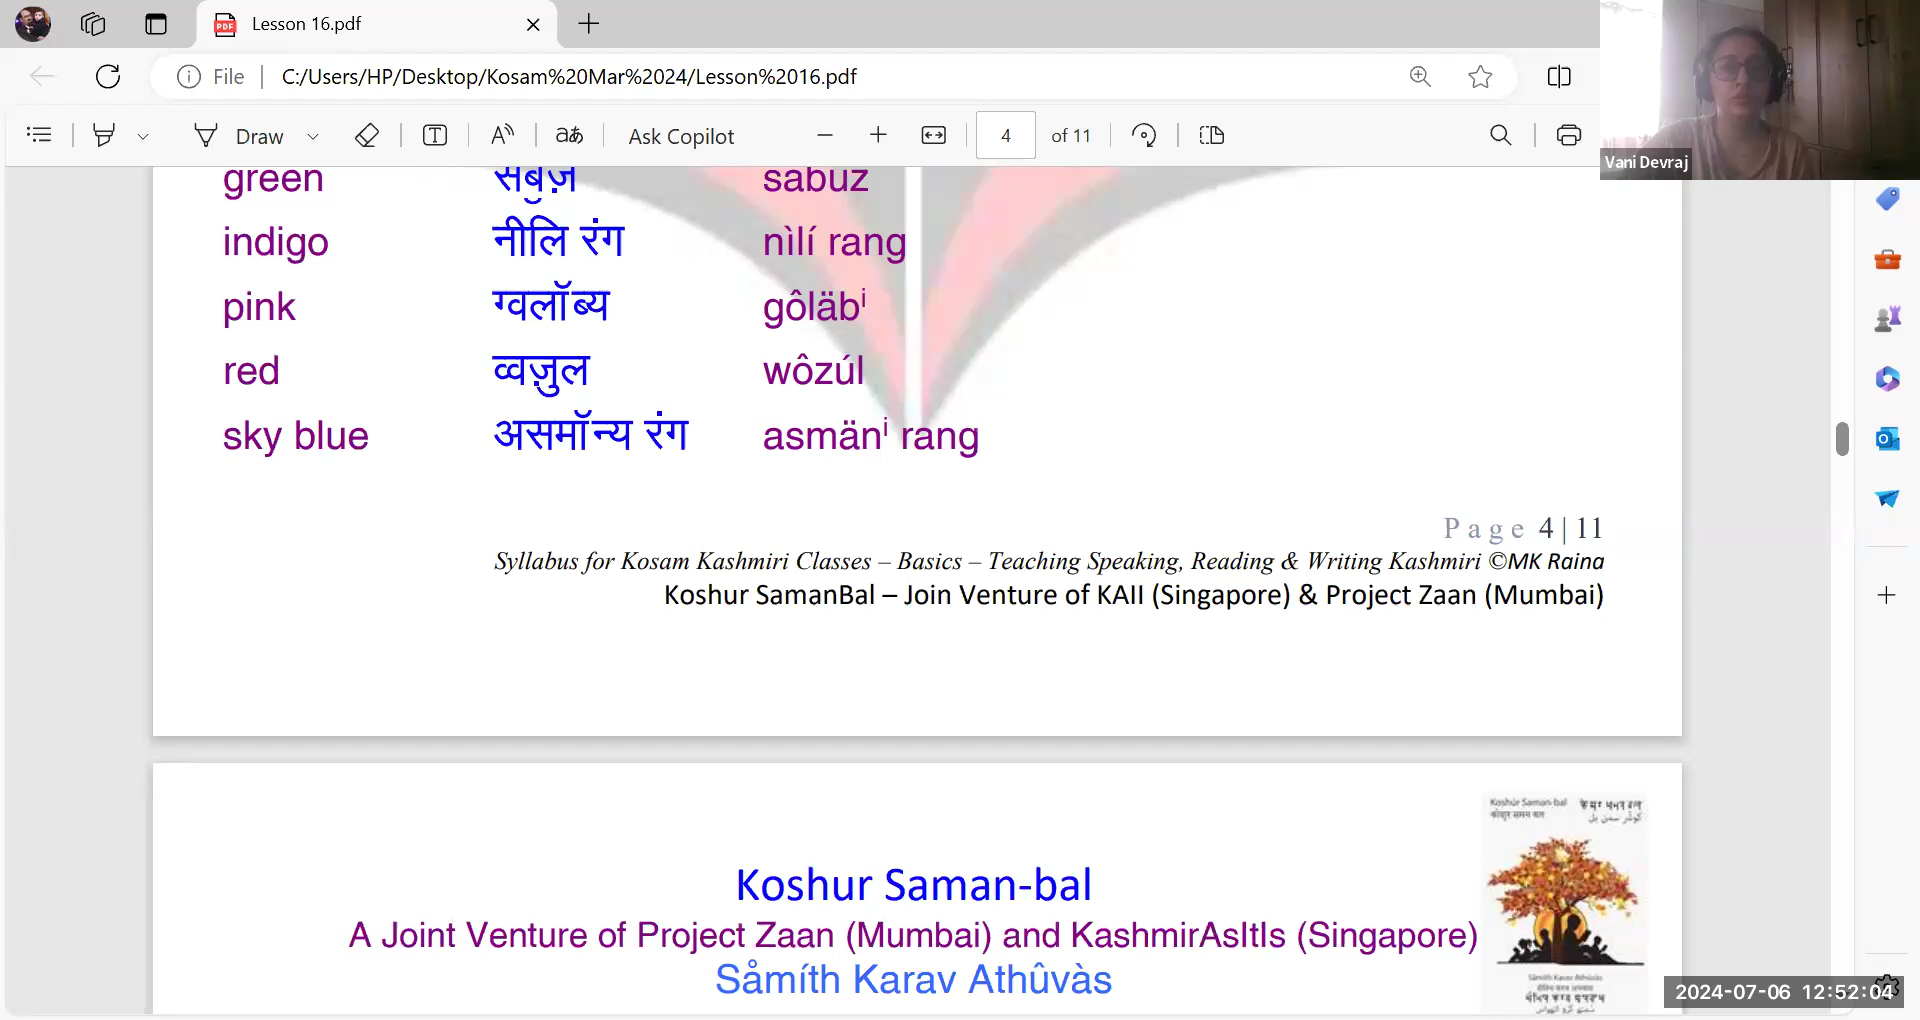 Lesson 16.pdf
File
C:/Users/HP/Desktop/Kosam%20Mar%2024/Lesson%2016.pdf
Draw
Ask Copilot
4 of 11
Vani Devraj
green सबुज़ sabuz
indigo नीलि रंग nìlí rang
pink ग्वलॉब्य gôläbⁱ
red व्वज़ुल wôzúl
sky blue असमॉन्य रंग asmänⁱ rang
Page 4|11
Syllabus for Kosam Kashmiri Classes – Basics – Teaching Speaking, Reading & Writing Kashmiri ©MK Raina
Koshur SamanBal – Join Venture of KAII (Singapore) & Project Zaan (Mumbai)
Koshur Saman-bal
A Joint Venture of Project Zaan (Mumbai) and KashmirAsItIs (Singapore)
Såmíth Karav Athûvàs
Koshúr Saman-bal
2024-07-06 12:52:04